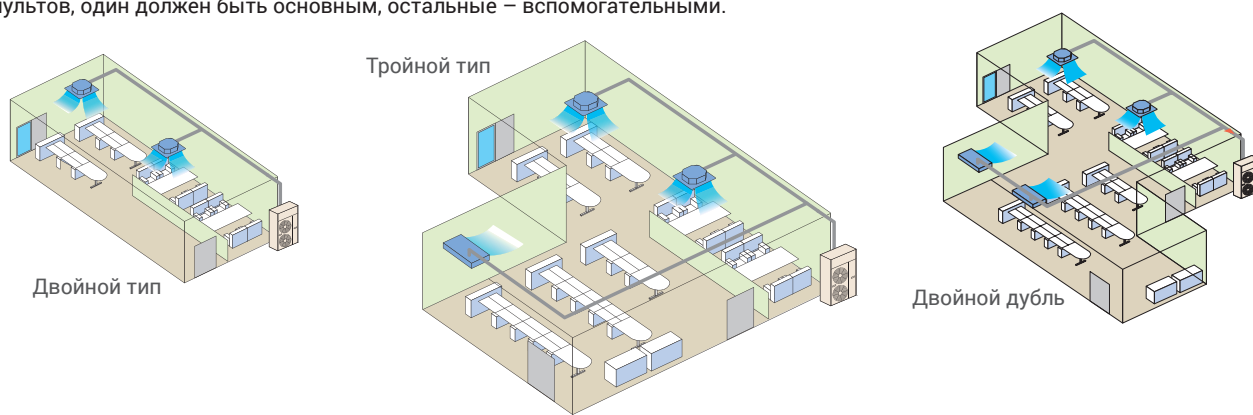 пультов, один должен быть основным, остальные – вспомогательными.
Тройной тип
Двойной тип
Двойной дубль